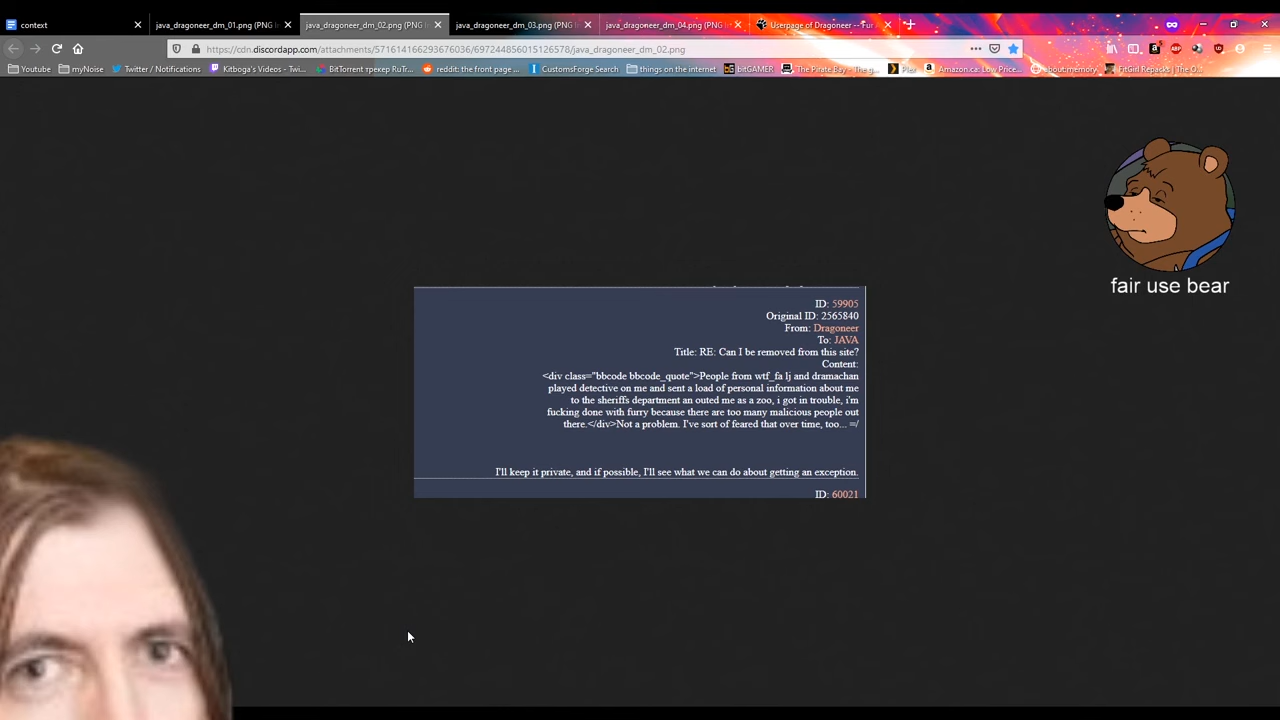 context
java_dragoneer_dm_01.png (PNG I
java_dragoneer_dm_02.png (PNG I
java_dragoneer_dm_03.png (PNG I
java_dragoneer_dm_04.png (PNG I
Userpage of Dragoneer -- Fur A
https://cdn.discordapp.com/attachments/571614166293676036/697244856015126578/java_dragoneer_dm_02.png
Youtube
myNoise
Twitter / Notifications
Kitboga's Videos - Twi...
BitTorrent трекер RuTr...
reddit: the front page ...
CustomsForge Search
things on the internet
bitGAMER
The Pirate Bay - The g...
Plex
Amazon.ca: Low Price...
about:memory
FitGirl Repacks | The O...
fair use bear
ID: 59905
Original ID: 2565840
From: Dragoneer
To: JAVA
Title: RE: Can I be removed from this site?
Content:
<div class="bbcode bbcode_quote">People from wtf_fa lj and dramachan
played detective on me and sent a load of personal information about me
to the sheriffs department an outed me as a zoo, i got in trouble, i'm
fucking done with furry because there are too many malicious people out
there.</div>Not a problem. I've sort of feared that over time, too... =/
I'll keep it private, and if possible, I'll see what we can do about getting an exception.
ID: 60021